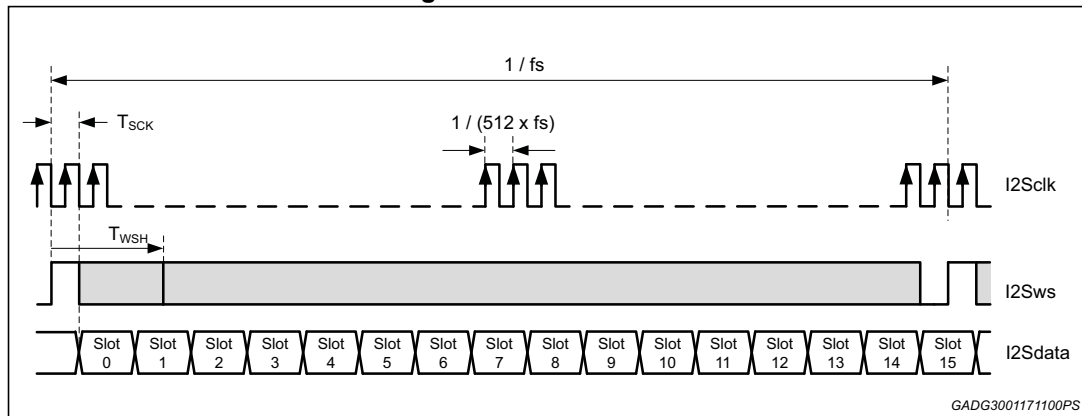 1 / fs
TSCK
1 / (512 x fs)
I2Sclk
TWSH
I2Sws
Slot 0
Slot 1
Slot 2
Slot 3
Slot 4
Slot 5
Slot 6
Slot 7
Slot 8
Slot 9
Slot 10
Slot 11
Slot 12
Slot 13
Slot 14
Slot 15
I2Sdata
GADG3001171100PS